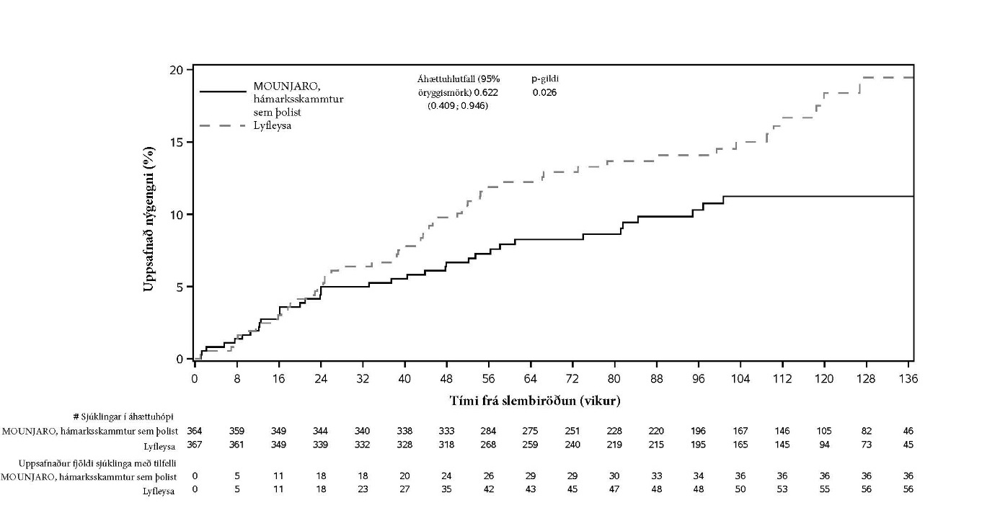 20
15
10
5
0
Uppsafnað nýgengni (%)
MOUNJARO,
hámarksskammtur
sem þolist
Lyfleysa
Áhættuhlutfall (95%
öryggismörk) 0.622
(0.409; 0.946)
p-gildi
0.026
0 8 16 24 32 40 48 56 64 72 80 88 96 104 112 120 128 136
Tími frá slembiröðun (vikur)
# Sjúklingar í áhættuhópi
MOUNJARO, hámarksskammtur sem þolist 364 359 349 344 340 338 333 284 275 251 228 220 196 167 146 105 82 46
Lyfleysa 367 361 349 339 332 328 318 268 259 240 219 215 195 165 145 94 73 45
Uppsafnaður fjöldi sjúklinga með tilfelli
MOUNJARO, hámarksskammtur sem þolist 0 5 11 18 18 20 24 26 29 29 30 33 34 36 36 36 36 36
Lyfleysa 0 5 11 18 23 27 35 42 43 45 47 48 48 50 53 55 56 56